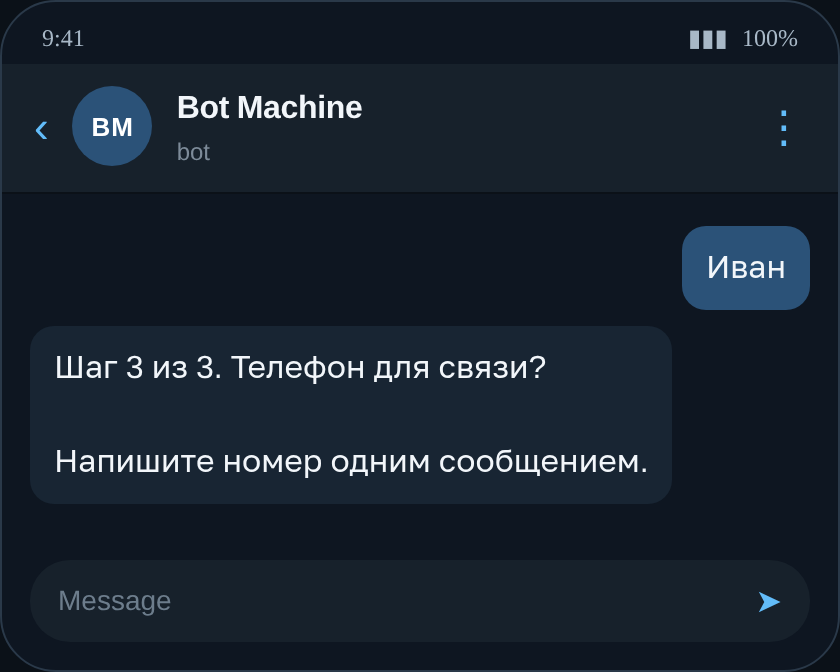 9:41
100%
BM
Bot Machine
bot
Иван
Шаг 3 из 3. Телефон для связи?
Напишите номер одним сообщением.
Message